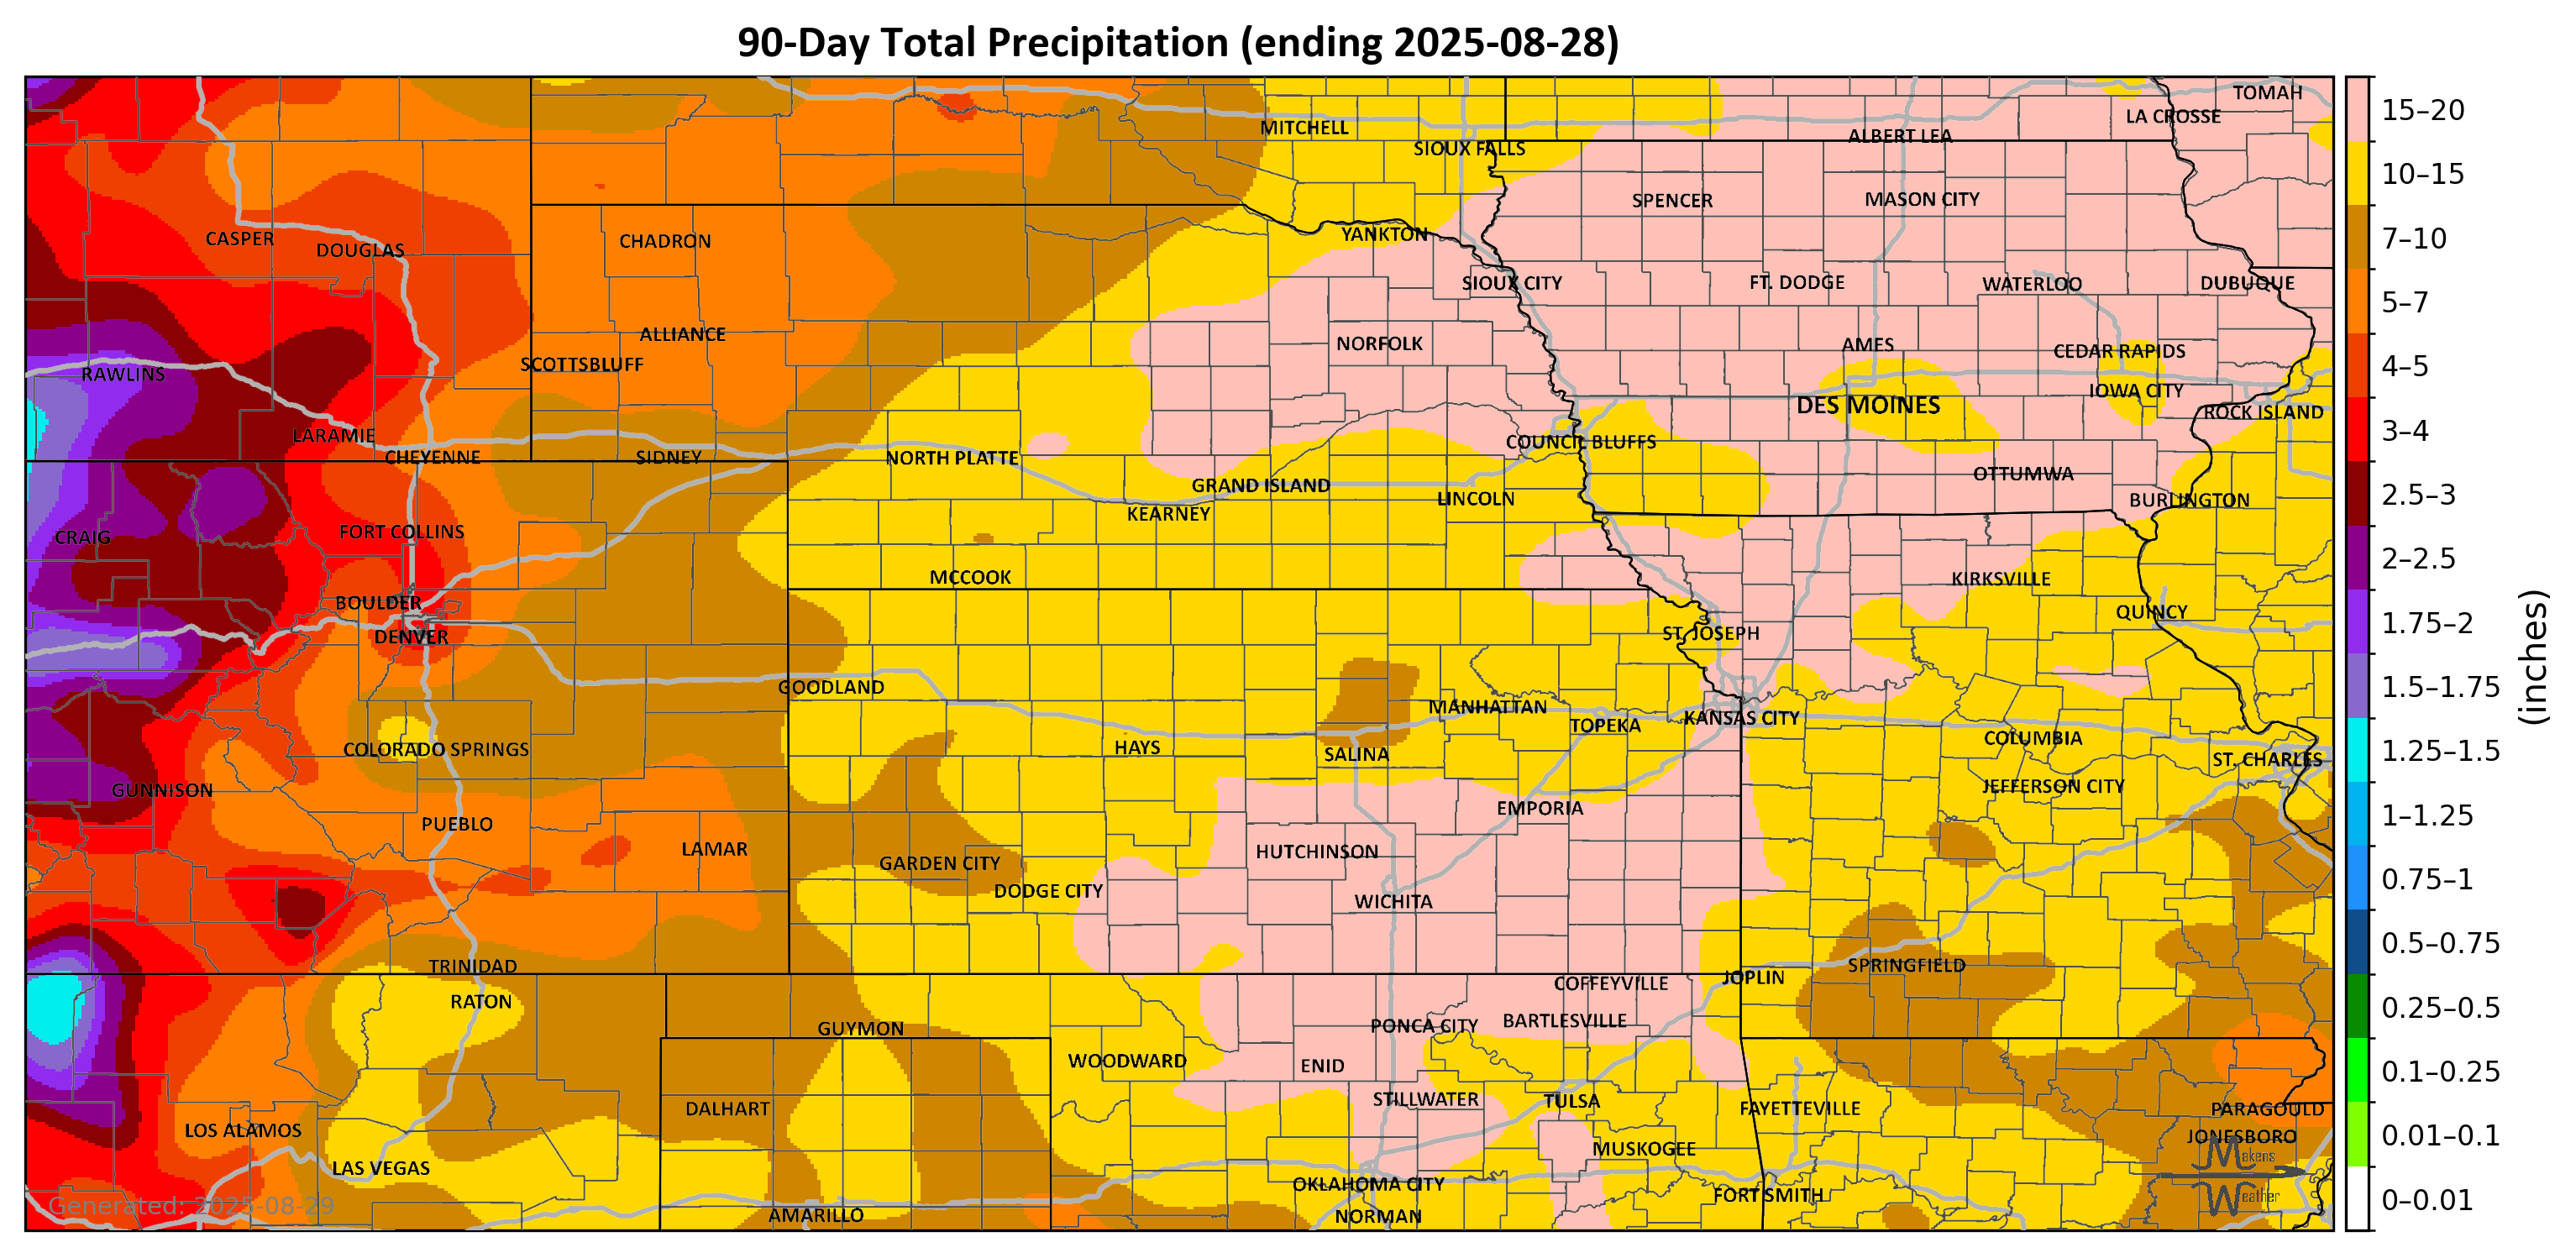 90-Day Total Precipitation (ending 2025-08-28)
TOMAH
LA CROSSE
MITCHELL
ALBERT LEA
SIOUX FALLS
SPENCER
MASON CITY
CASPER
DOUGLAS
CHADRON
YANKTON
SIOUX CITY
FT. DODGE
WATERLOO
DUBUQUE
ALLIANCE
NORFOLK
AMES
CEDAR RAPIDS
SCOTTSBLUFF
RAWLINS
IOWA CITY
DES MOINES
ROCK ISLAND
LARAMIE
COUNCIL BLUFFS
CHEYENNE
SIDNEY
NORTH PLATTE
OTTUMWA
GRAND ISLAND
LINCOLN
BURLINGTON
KEARNEY
FORT COLLINS
CRAIG
MCCOOK
KIRKSVILLE
BOULDER
QUINCY
DENVER
ST. JOSEPH
GOODLAND
MANHATTAN
KANSAS CITY
TOPEKA
COLUMBIA
COLORADO SPRINGS
HAYS
SALINA
ST. CHARLES
GUNNISON
JEFFERSON CITY
EMPORIA
PUEBLO
LAMAR
HUTCHINSON
GARDEN CITY
DODGE CITY
WICHITA
TRINIDAD
SPRINGFIELD
JOPLIN
COFFEYVILLE
RATON
BARTLESVILLE
GUYMON
PONCA CITY
WOODWARD
ENID
STILLWATER
TULSA
DALHART
FAYETTEVILLE
PARAGOULD
LOS ALAMOS
JONESBORO
MUSKOGEE
Makens
LAS VEGAS
OKLAHOMA CITY
FORT SMITH
Weather
Generated: 2025-08-29
AMARILLO
NORMAN
15–20
10–15
7–10
5–7
4–5
3–4
2.5–3
2–2.5
1.75–2
1.5–1.75
1.25–1.5
1–1.25
0.75–1
0.5–0.75
0.25–0.5
0.1–0.25
0.01–0.1
0–0.01
(inches)